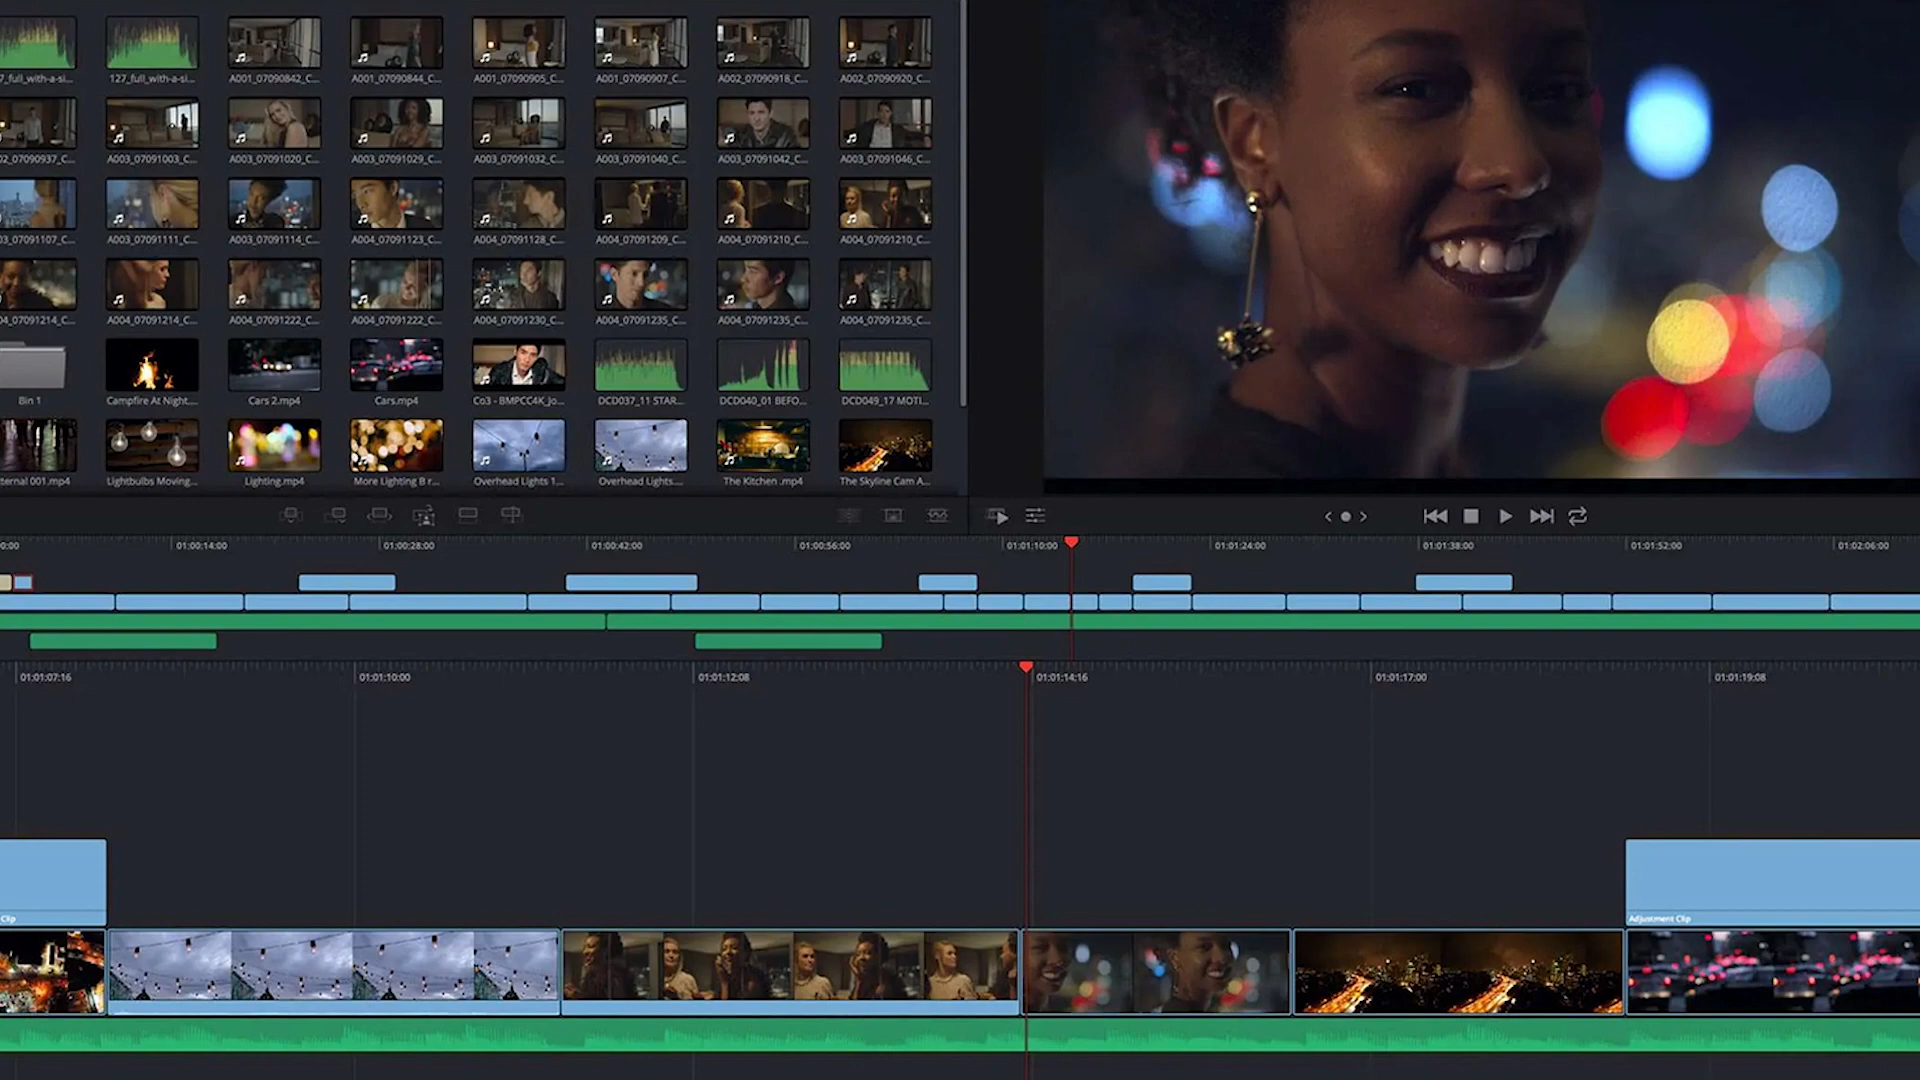 7_full_with-a-si... 127_full_with-a-si... A001_07090842_C... A001_07090844_C... A001_07090905_C... A001_07090907_C... A002_07090918_C... A002_07090920_C...
02_07090937_C... A003_07091003_C... A003_07091020_C... A003_07091029_C... A003_07091032_C... A003_07091040_C... A003_07091042_C... A003_07091046_C...
03_07091107_C... A003_07091111_C... A003_07091114_C... A004_07091123_C... A004_07091128_C... A004_07091209_C... A004_07091210_C... A004_07091210_C...
04_07091214_C... A004_07091214_C... A004_07091222_C... A004_07091222_C... A004_07091230_C... A004_07091235_C... A004_07091235_C... A004_07091235_C...
Bin 1 Campfire At Night... Cars 2.mp4 Cars.mp4 Co3 - BMPCC4K_Jo... DCD037_11 STAR... DCD040_01 BEFO... DCD049_17 MOTI...
ternal 001.mp4 Lightbulbs Moving... Lighting.mp4 More Lighting B r... Overhead Lights 1... Overhead Lights.... The Kitchen .mp4 The Skyline Cam A...
0:00 01:00:14:00 01:00:28:00 01:00:42:00 01:00:56:00 01:01:10:00 01:01:24:00 01:01:38:00 01:01:52:00 01:02:06:00
01:01:07:16 01:01:10:00 01:01:12:08 01:01:14:16 01:01:17:00 01:01:19:08
Clip Adjustment Clip